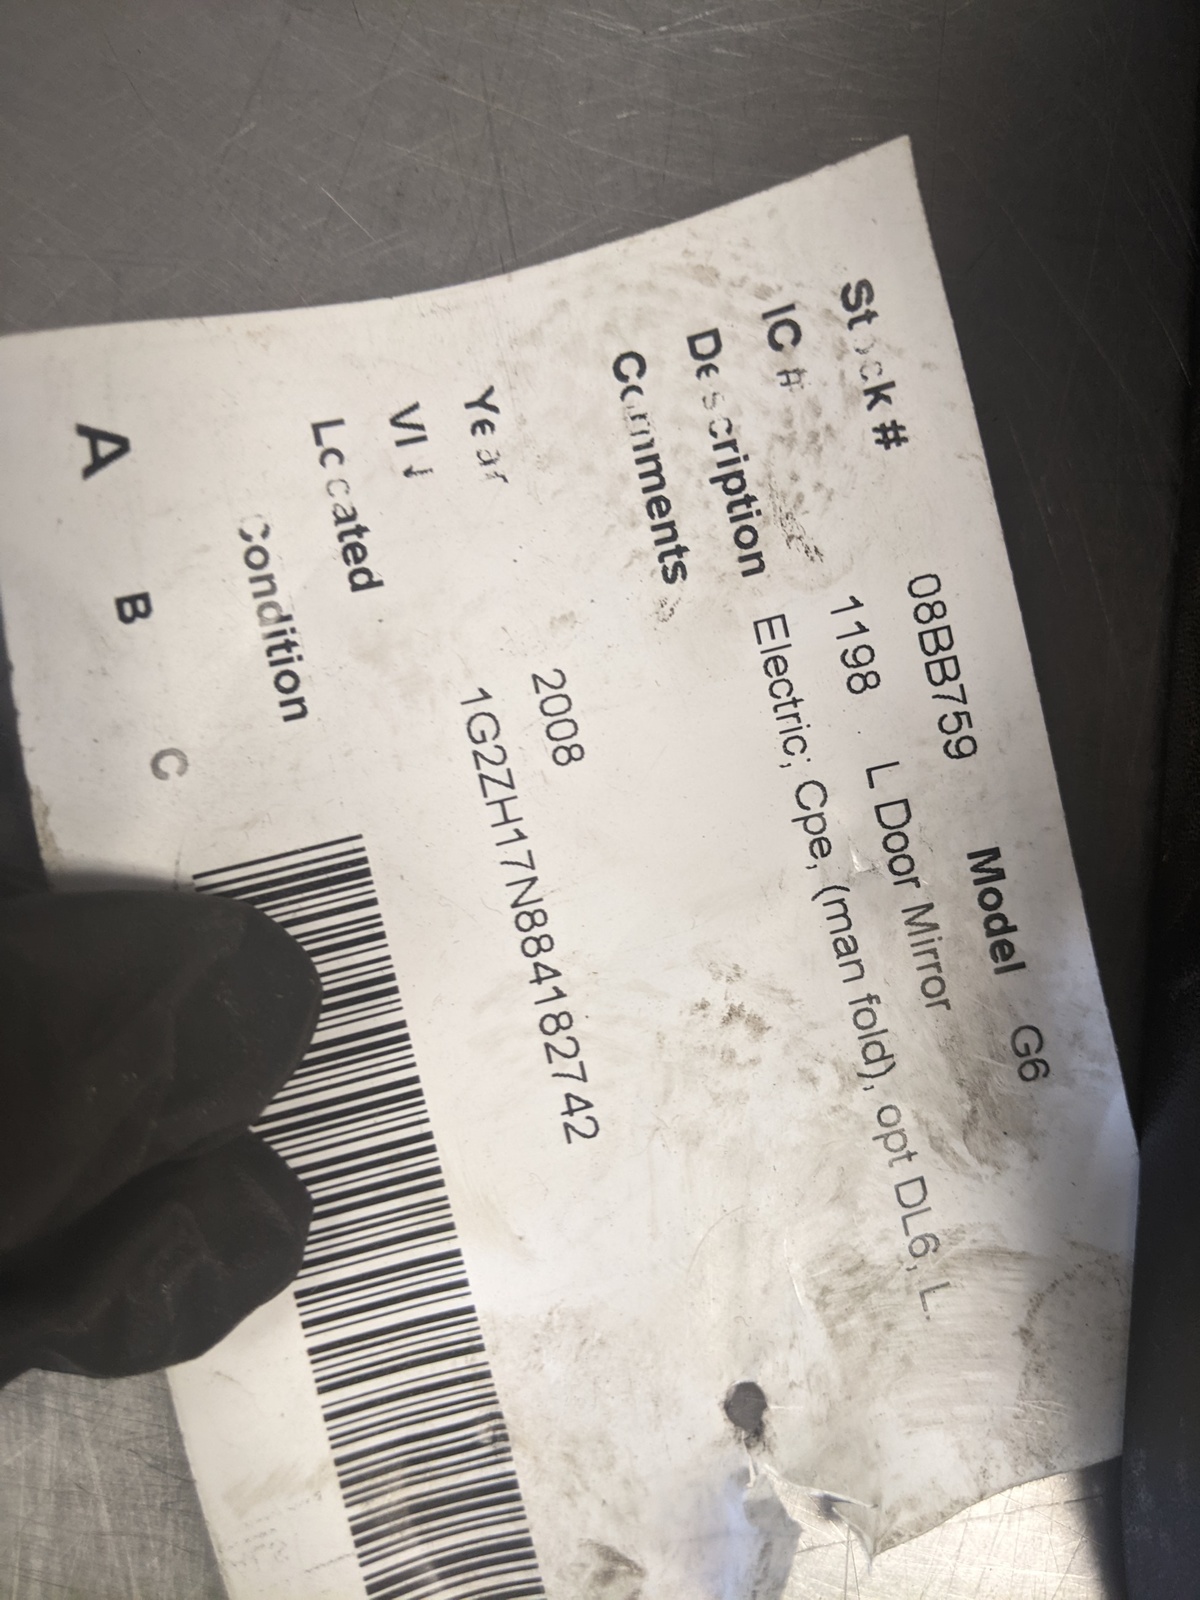 Stock # 08BB759 Model G6
IC # 1198 L Door Mirror
Description Electric; Cpe, (man fold), opt DL6, L.
Comments
Year 2008
VIN 1G2ZH17N884182742
Located
Condition
A B C